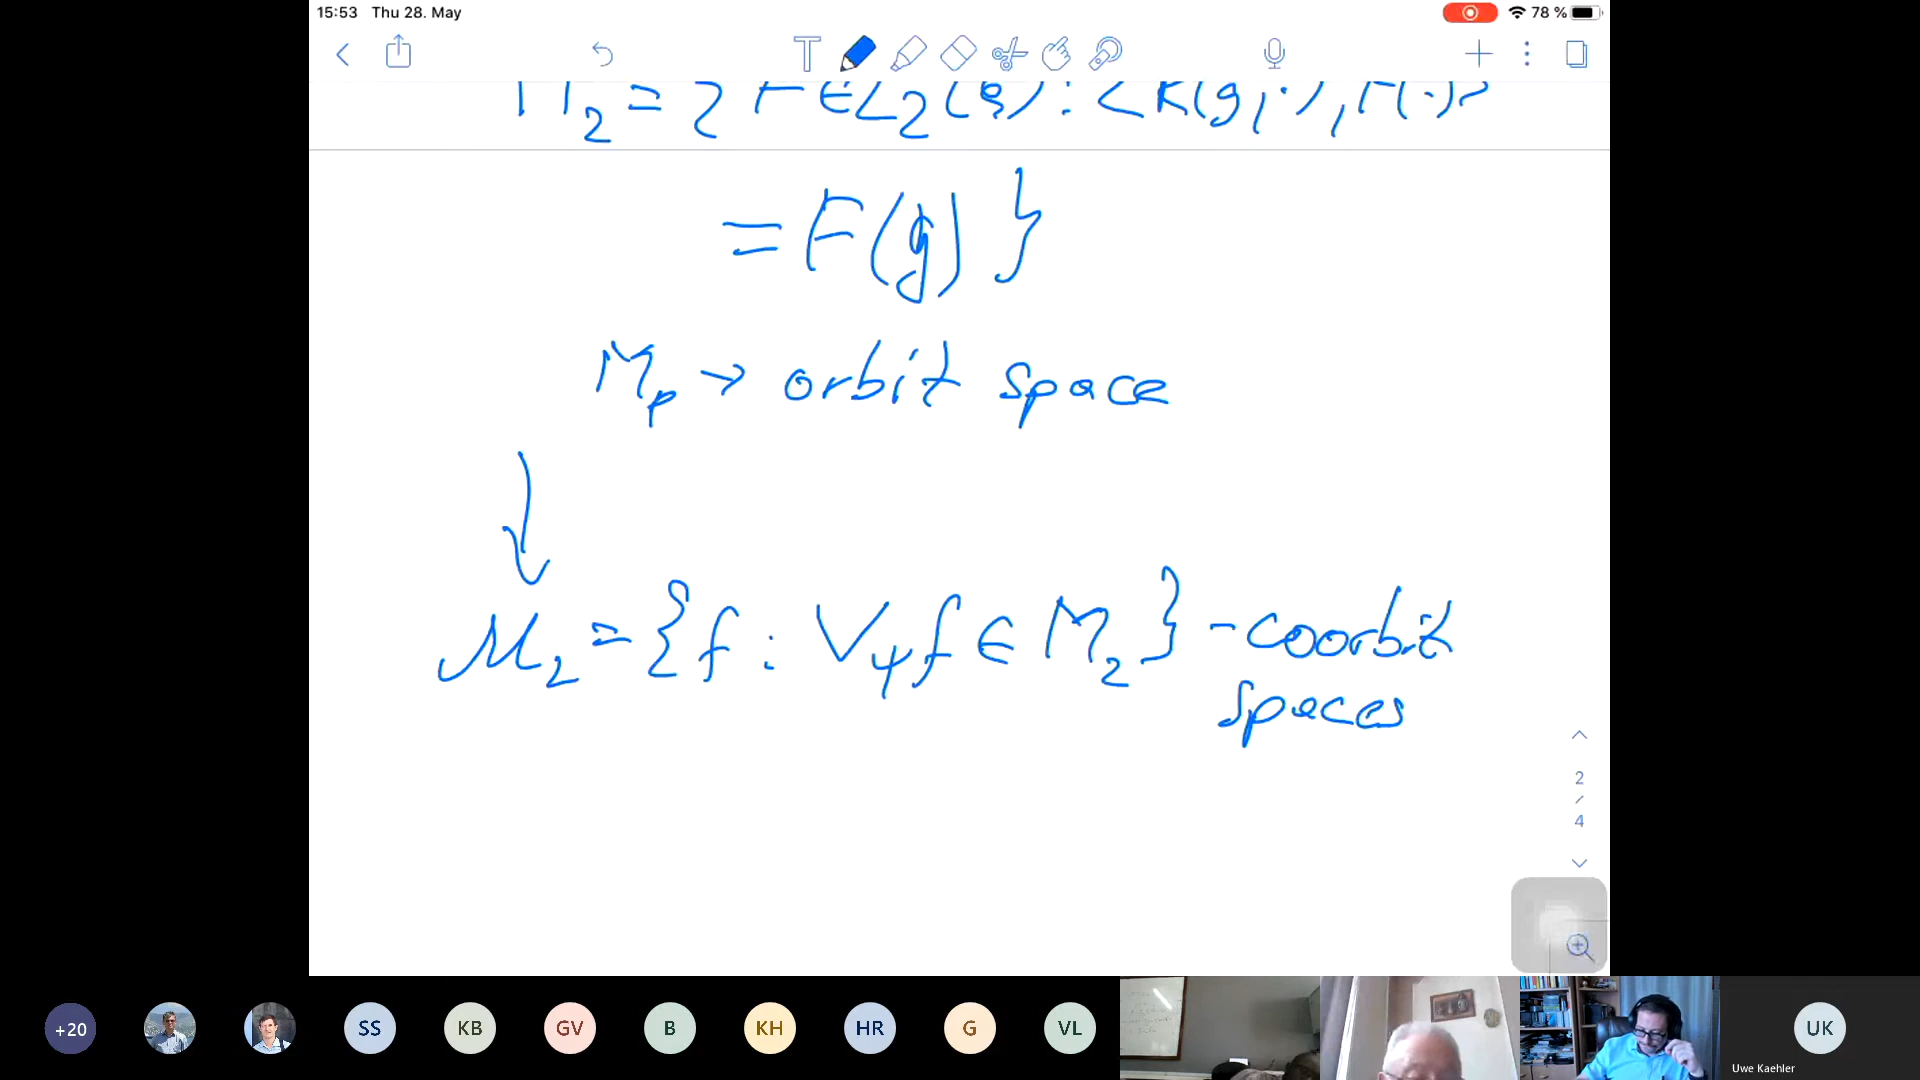 15:53 Thu 28. May
78 %
M₂ = { F ∈ L₂(G) : <K(g,·), F(·)>
= F(g) }
Mₚ → orbit space
↓
ℳ₂ = { f : V_ψ f ∈ M₂ } - coorbit
spaces
2
/
4
+20
SS
KB
GV
B
KH
HR
G
VL
UK
Uwe Kaehler